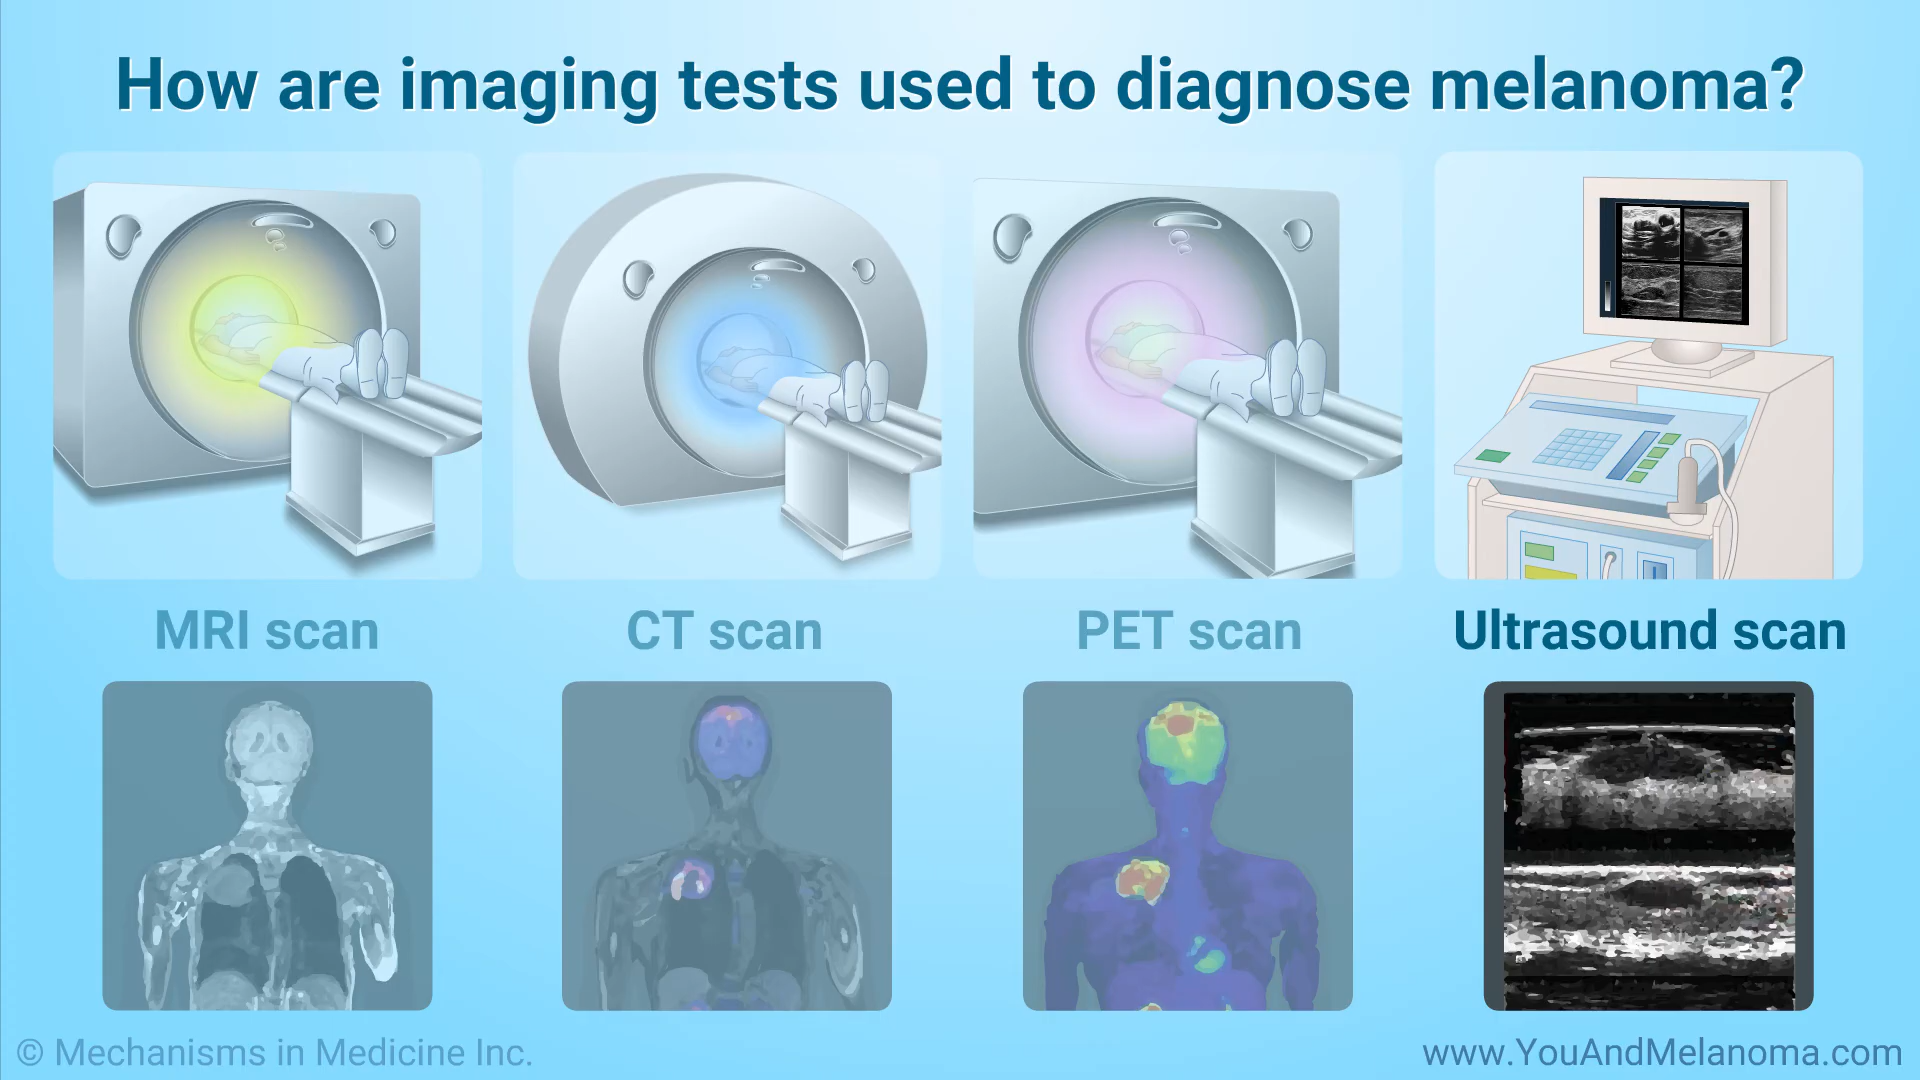 How are imaging tests used to diagnose melanoma?
MRI scan
CT scan
PET scan
Ultrasound scan
© Mechanisms in Medicine Inc.
www.YouAndMelanoma.com